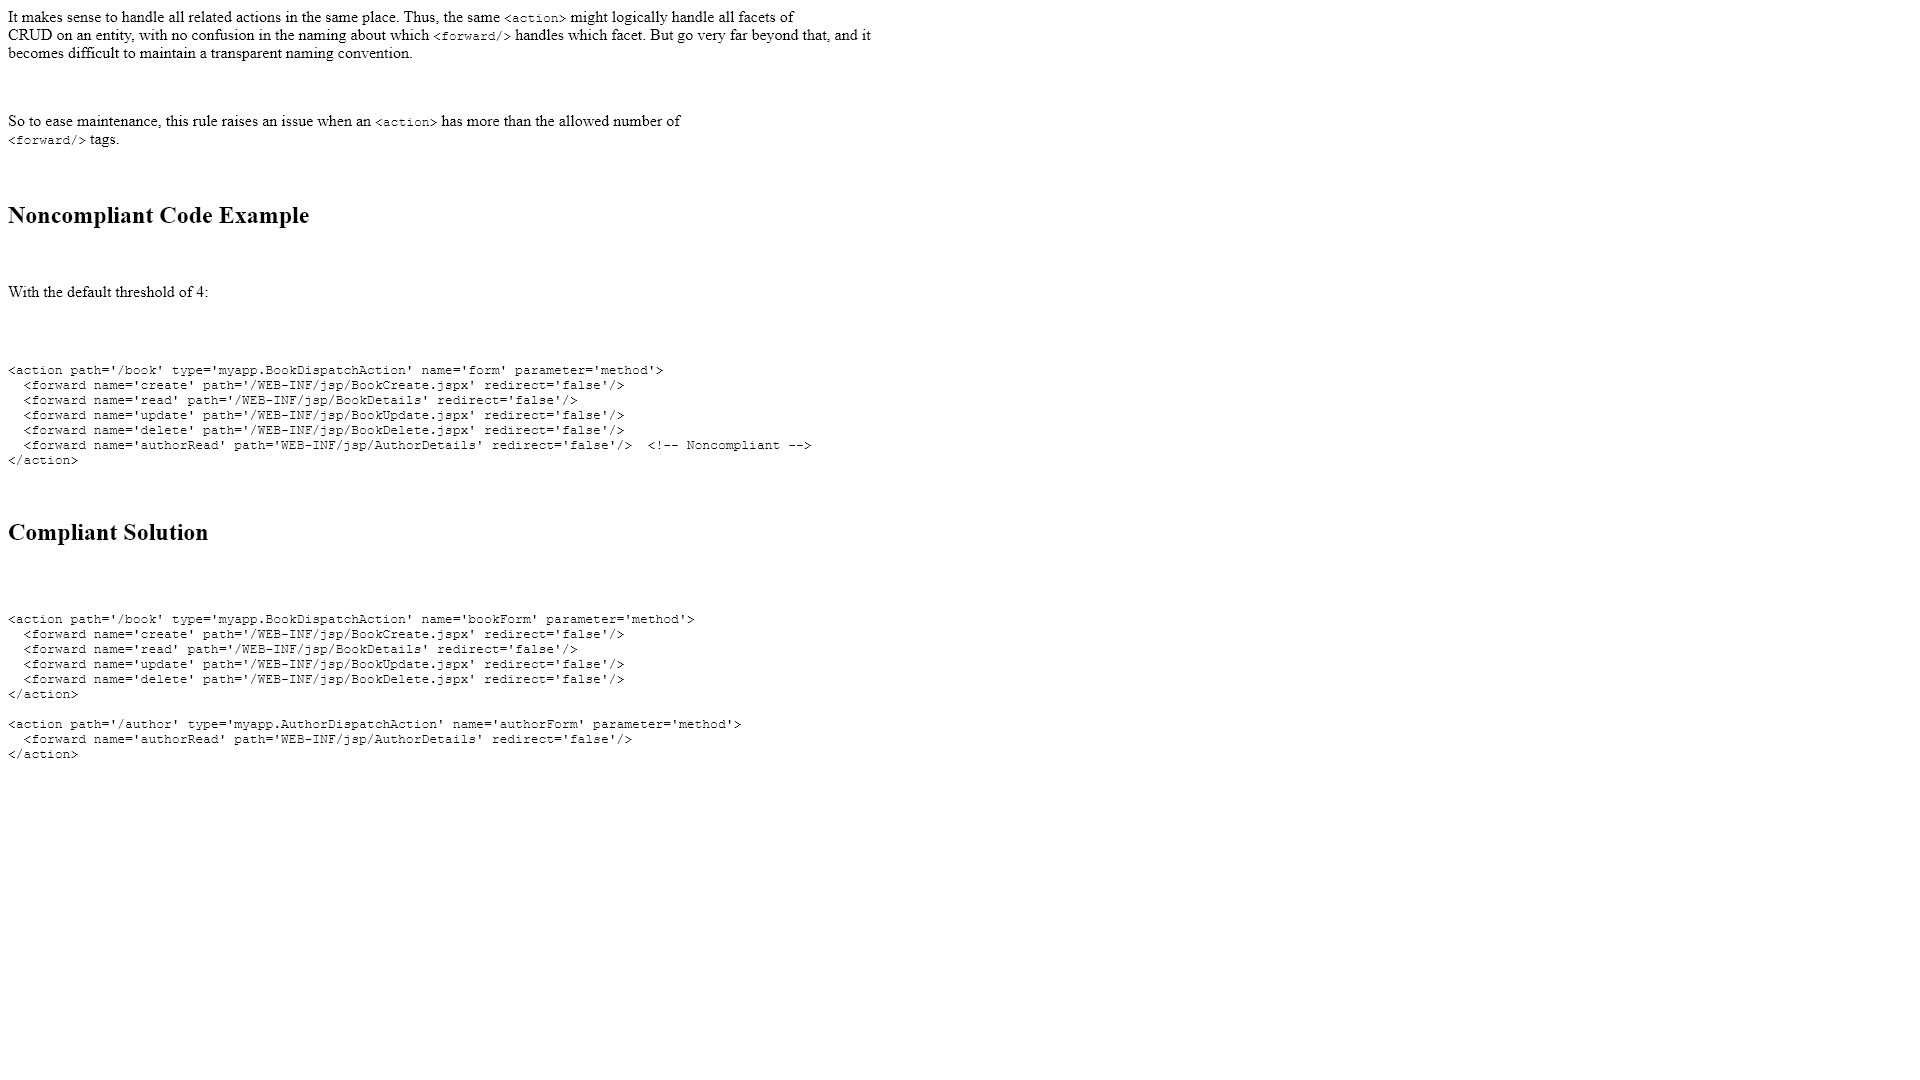 It makes sense to handle all related actions in the same place. Thus, the same <action> might logically handle all facets of
CRUD on an entity, with no confusion in the naming about which <forward/> handles which facet. But go very far beyond that, and it
becomes difficult to maintain a transparent naming convention.
So to ease maintenance, this rule raises an issue when an <action> has more than the allowed number of
<forward/> tags.
Noncompliant Code Example
With the default threshold of 4:
<action path='/book' type='myapp.BookDispatchAction' name='form' parameter='method'>
  <forward name='create' path='/WEB-INF/jsp/BookCreate.jspx' redirect='false'/>
  <forward name='read' path='/WEB-INF/jsp/BookDetails' redirect='false'/>
  <forward name='update' path='/WEB-INF/jsp/BookUpdate.jspx' redirect='false'/>
  <forward name='delete' path='/WEB-INF/jsp/BookDelete.jspx' redirect='false'/>
  <forward name='authorRead' path='WEB-INF/jsp/AuthorDetails' redirect='false'/>  <!-- Noncompliant -->
</action>
Compliant Solution
<action path='/book' type='myapp.BookDispatchAction' name='bookForm' parameter='method'>
  <forward name='create' path='/WEB-INF/jsp/BookCreate.jspx' redirect='false'/>
  <forward name='read' path='/WEB-INF/jsp/BookDetails' redirect='false'/>
  <forward name='update' path='/WEB-INF/jsp/BookUpdate.jspx' redirect='false'/>
  <forward name='delete' path='/WEB-INF/jsp/BookDelete.jspx' redirect='false'/>
</action>
<action path='/author' type='myapp.AuthorDispatchAction' name='authorForm' parameter='method'>
  <forward name='authorRead' path='WEB-INF/jsp/AuthorDetails' redirect='false'/>
</action>